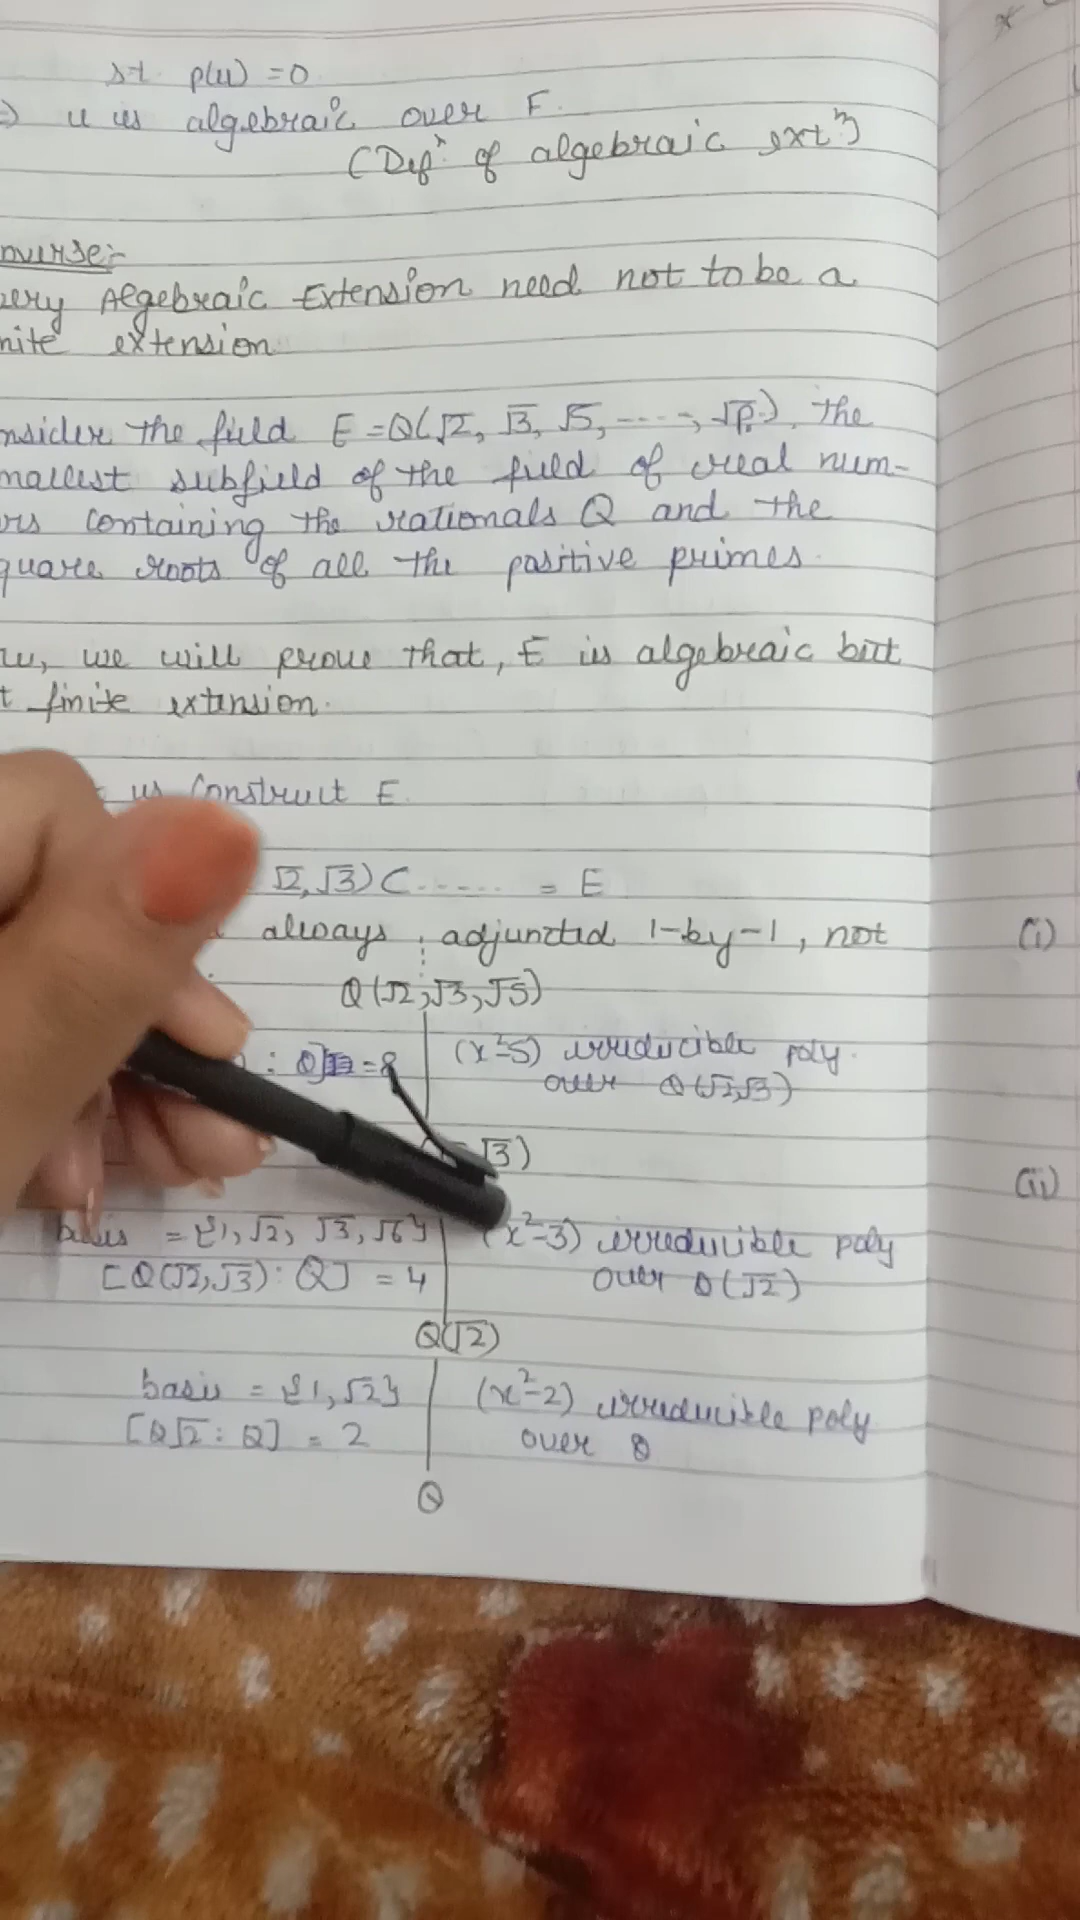 s.t. p(u) = 0
⇒ u is algebraic over F.
(Defⁿ of algebraic extⁿ)
nverse:-
very Algebraic Extension need not to be a
nite extension
nsider the field E = Q(√2, √3, √5, ----, √p:). The
mallest subfield of the field of real num-
rs containing the rationals Q and the
quare roots of all the positive primes.
w, we will prove that, E is algebraic but
t finite extension.
us Construct E.
√2, √3) ⊂ ...... = E
always adjuncted 1-by-1, not
Q(√2, √3, √5)
: Q] = 8
(x²-5) irreducible poly.
over Q(√2,√3)
√3)
basis = {1, √2, √3, √6}
(x²-3) irreducible poly
[Q(√2,√3) : Q] = 4
over Q(√2)
Q(√2)
basis = {1, √2}
(x²-2) irreducible poly
[Q√2 : Q] = 2
over Q
Q
(i)
(ii)